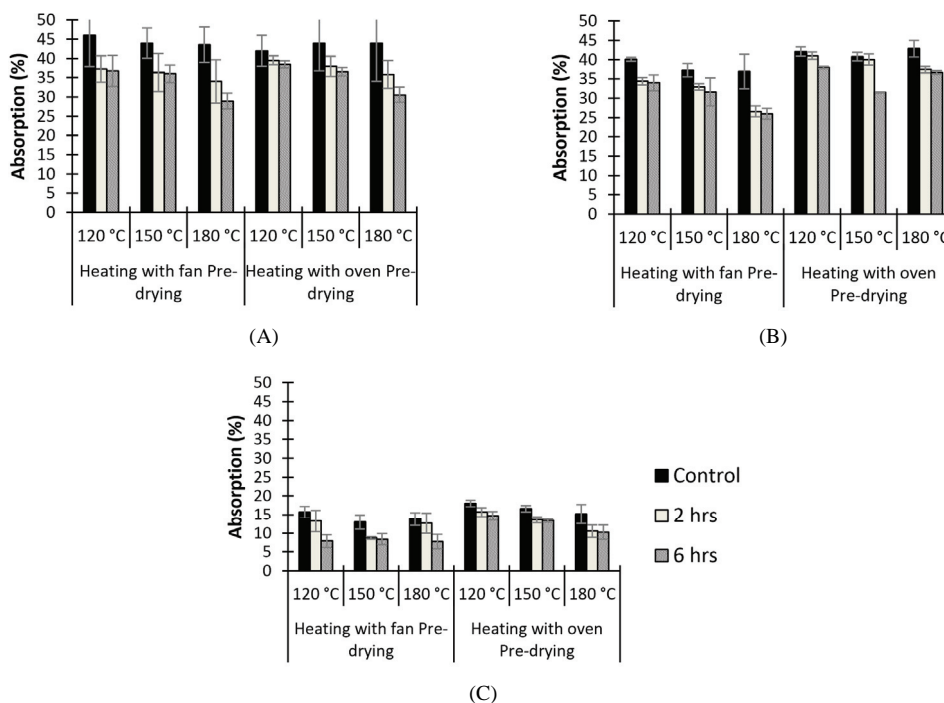 50
45
40
35
30
25
20
15
10
5
0
Absorption (%)
120 °C 150 °C 180 °C 120 °C 150 °C 180 °C
Heating with fan Pre-
drying
Heating with oven Pre-
drying
(A)
50
45
40
35
30
25
20
15
10
5
0
Absorption (%)
120 °C 150 °C 180 °C 120 °C 150 °C 180 °C
Heating with fan Pre-
drying
Heating with oven
Pre-drying
(B)
50
45
40
35
30
25
20
15
10
5
0
Absorption (%)
120 °C 150 °C 180 °C 120 °C 150 °C 180 °C
Heating with fan Pre-
drying
Heating with oven
Pre-drying
Control
2 hrs
6 hrs
(C)